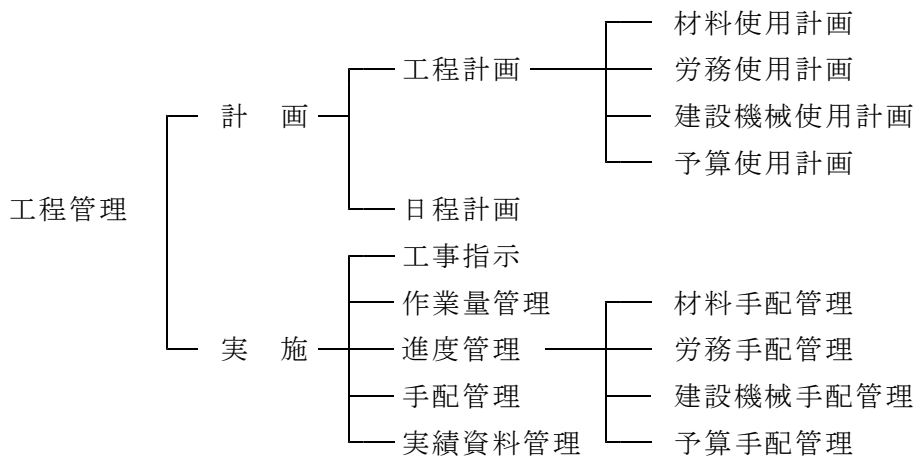 材料使用計画
工程計画
労務使用計画
計　画
建設機械使用計画
予算使用計画
工程管理
日程計画
工事指示
作業量管理
材料手配管理
実　施
進度管理
労務手配管理
手配管理
建設機械手配管理
実績資料管理
予算手配管理